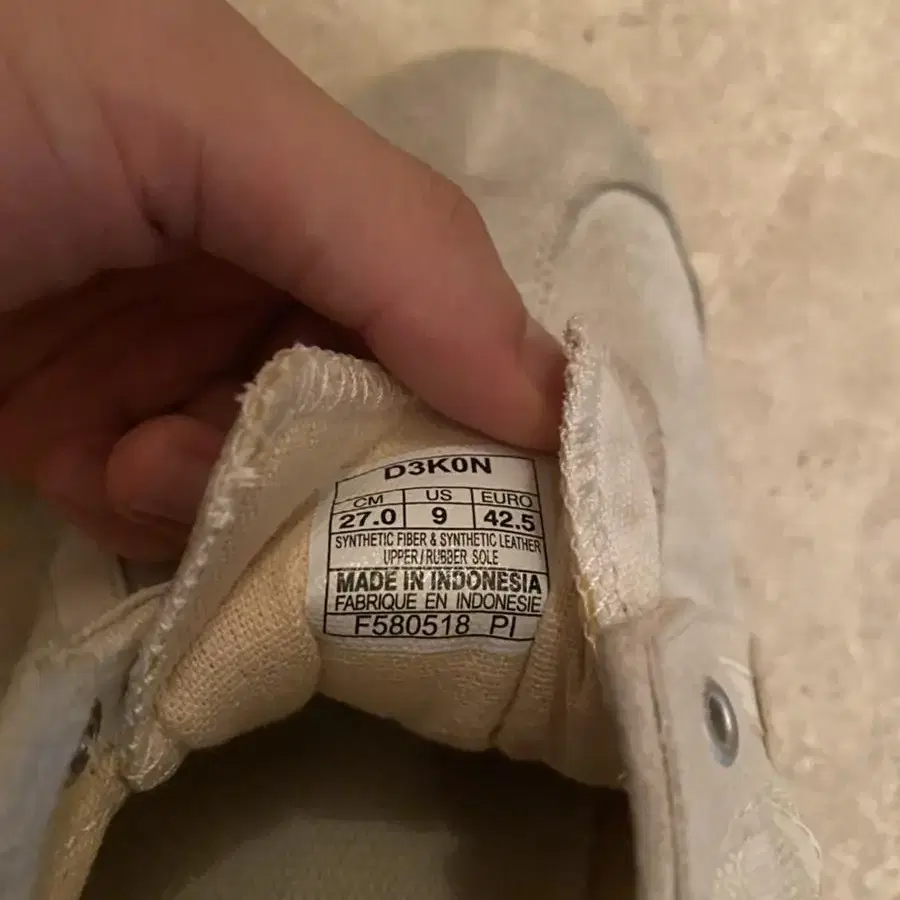 D3K0N
CM US EURO
27.0 9 42.5
SYNTHETIC FIBER & SYNTHETIC LEATHER
UPPER/RUBBER SOLE
MADE IN INDONESIA
FABRIQUE EN INDONESIE
F580518 PI